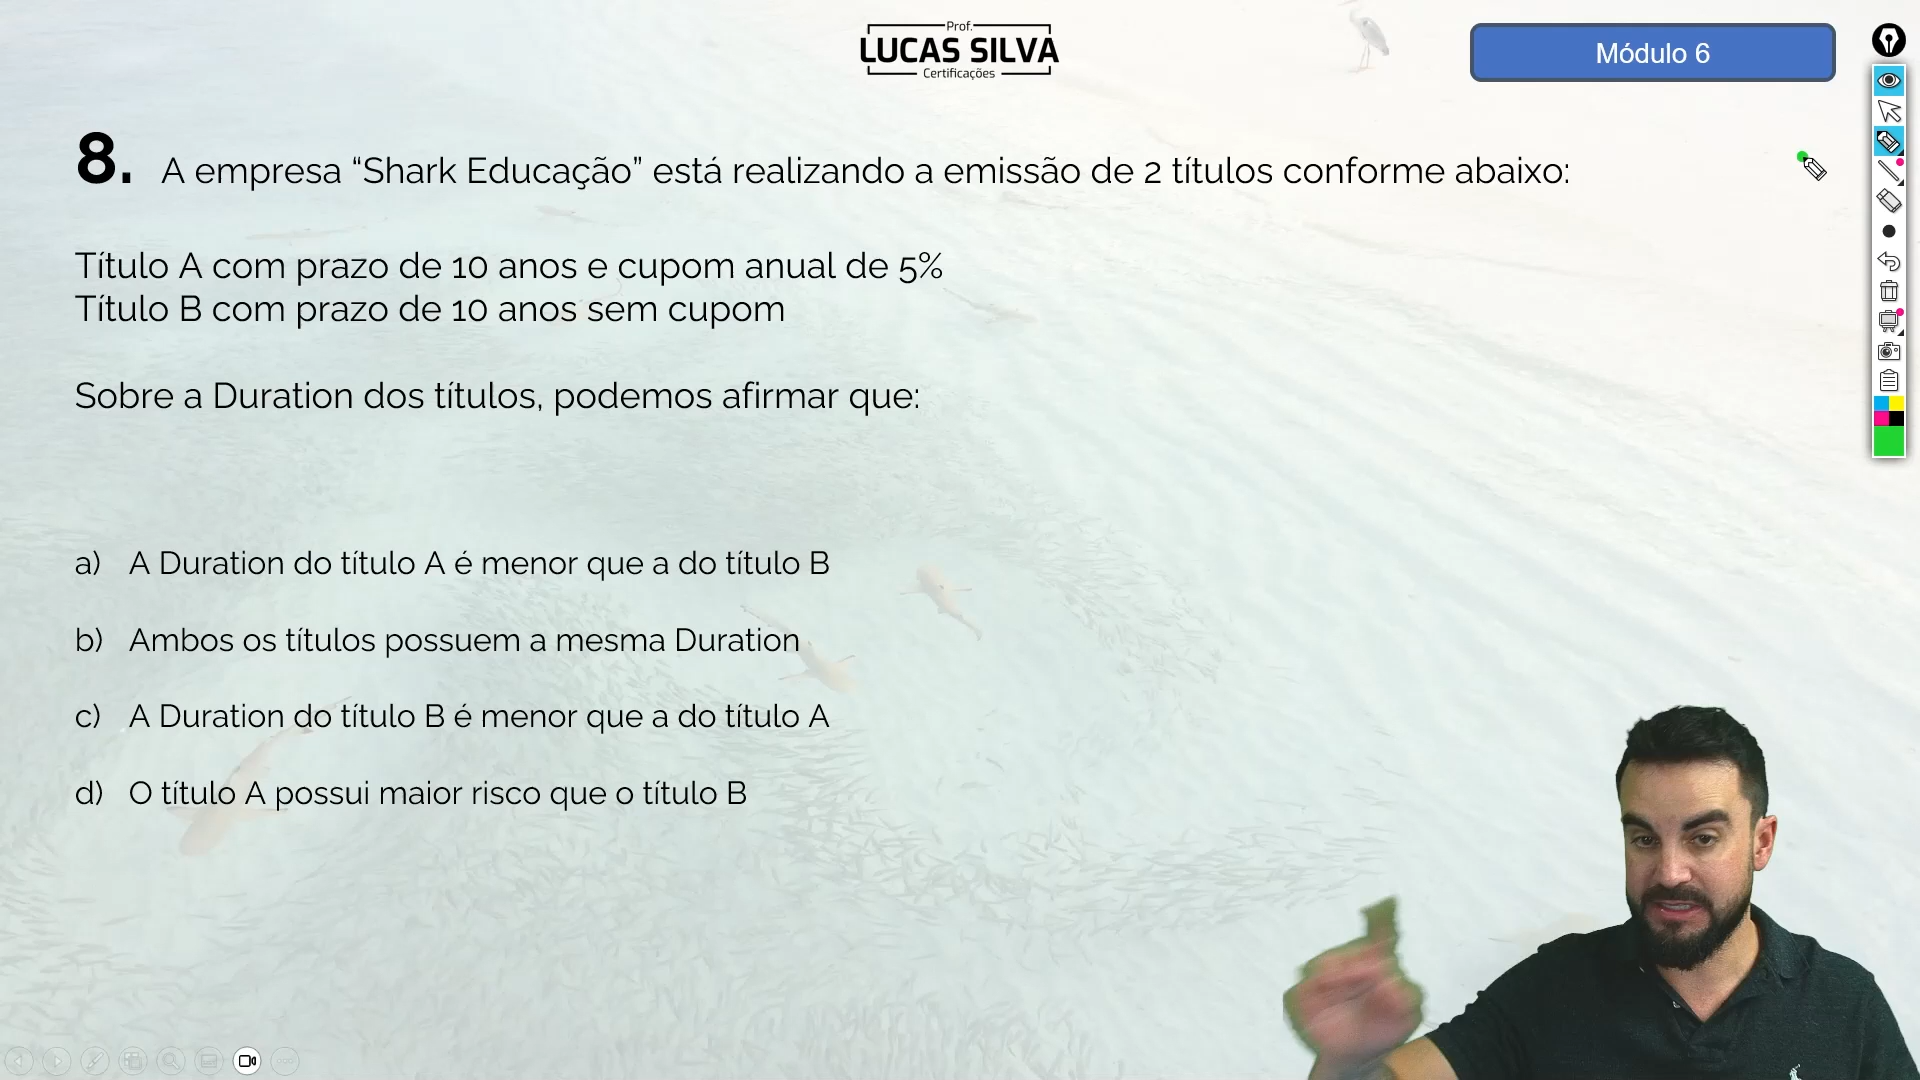 Prof.
LUCAS SILVA
Certificações
Módulo 6
8. A empresa “Shark Educação” está realizando a emissão de 2 títulos conforme abaixo:
Título A com prazo de 10 anos e cupom anual de 5%
Título B com prazo de 10 anos sem cupom
Sobre a Duration dos títulos, podemos afirmar que:
a) A Duration do título A é menor que a do título B
b) Ambos os títulos possuem a mesma Duration
c) A Duration do título B é menor que a do título A
d) O título A possui maior risco que o título B